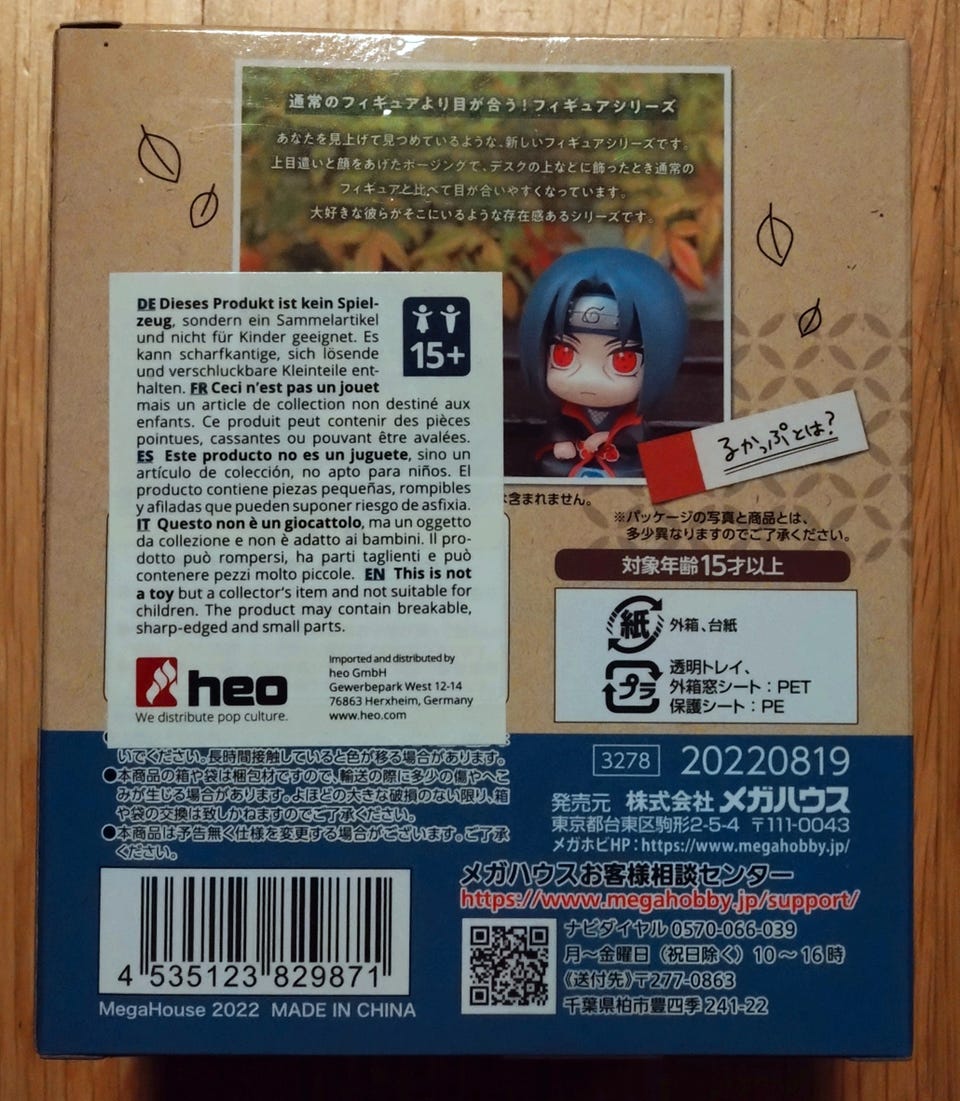 通常のフィギュアより目が合う！フィギュアシリーズ
あなたを見上げて見つめているような、新しいフィギュアシリーズです。
上目遣いと顔をあげたポージングで、デスクの上などに飾ったとき通常の
フィギュアと比べて目が合いやすくなっています。
大好きな彼らがそこにいるような存在感あるシリーズです。
DE Dieses Produkt ist kein Spiel-
zeug, sondern ein Sammelartikel
und nicht für Kinder geeignet. Es
kann scharfkantige, sich lösende
und verschluckbare Kleinteile ent-
halten. FR Ceci n'est pas un jouet
mais un article de collection non destiné aux
enfants. Ce produit peut contenir des pièces
pointues, cassantes ou pouvant être avalées.
ES Este producto no es un juguete, sino un
artículo de colección, no apto para niños. El
producto contiene piezas pequeñas, rompibles
y afiladas que pueden suponer riesgo de asfixia.
IT Questo non è un giocattolo, ma un oggetto
da collezione e non è adatto ai bambini. Il pro-
dotto può rompersi, ha parti taglienti e può
contenere pezzi molto piccole. EN This is not
a toy but a collector's item and not suitable for
children. The product may contain breakable,
sharp-edged and small parts.
15+
heo
We distribute pop culture.
Imported and distributed by
heo GmbH
Gewerbepark West 12-14
76863 Herxheim, Germany
www.heo.com
るかっぷとは?
含まれません。
※パッケージの写真と商品とは、
多少異なりますのでご了承ください。
対象年齢15才以上
紙 外箱、台紙
プラ 透明トレイ、
外箱窓シート：PET
保護シート：PE
いでください。長時間接触していると色が移る場合があります。
●本商品の箱や袋は梱包材ですので、輸送の際に多少の傷やへこ
みが生じる場合があります。よほどの大きな破損のない限り、箱
や袋の交換は致しかねますのでご了承ください。
●本商品は予告無く仕様を変更する場合がございます。ご了承
ください。
3278 20220819
発売元 株式会社メガハウス
東京都台東区駒形2-5-4 〒111-0043
メガホビHP：https://www.megahobby.jp/
メガハウスお客様相談センター
https://www.megahobby.jp/support/
ナビダイヤル 0570-066-039
月～金曜日（祝日除く）10～16時
《送付先》〒277-0863
千葉県柏市豊四季241-22
4 535123 829871
MegaHouse 2022 MADE IN CHINA